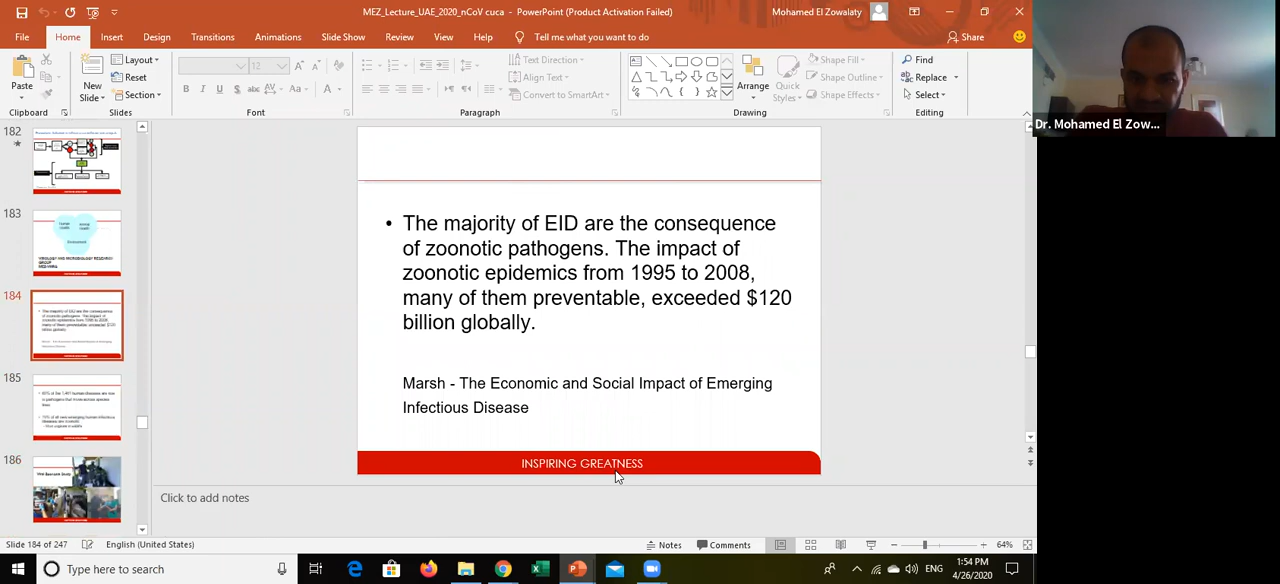 MEZ_Lecture_UAE_2020_nCoV cuca - PowerPoint (Product Activation Failed)
Mohamed El Zowalaty
File Home Insert Design Transitions Animations Slide Show Review View Help Tell me what you want to do
Share
Paste
Clipboard
New Slide
Layout
Reset
Section
Slides
12
B I U S abc AV Aa A
Font
Paragraph
Text Direction
Align Text
Convert to SmartArt
Arrange
Quick Styles
Shape Fill
Shape Outline
Shape Effects
Drawing
Find
Replace
Select
Editing
Dr. Mohamed El Zow...
182
183
184
185
186
• The majority of EID are the consequence
of zoonotic pathogens. The impact of
zoonotic epidemics from 1995 to 2008,
many of them preventable, exceeded $120
billion globally.
Marsh - The Economic and Social Impact of Emerging
Infectious Disease
INSPIRING GREATNESS
Click to add notes
Slide 184 of 247
English (United States)
Notes
Comments
64%
Type here to search
ENG
1:54 PM
4/26/2020